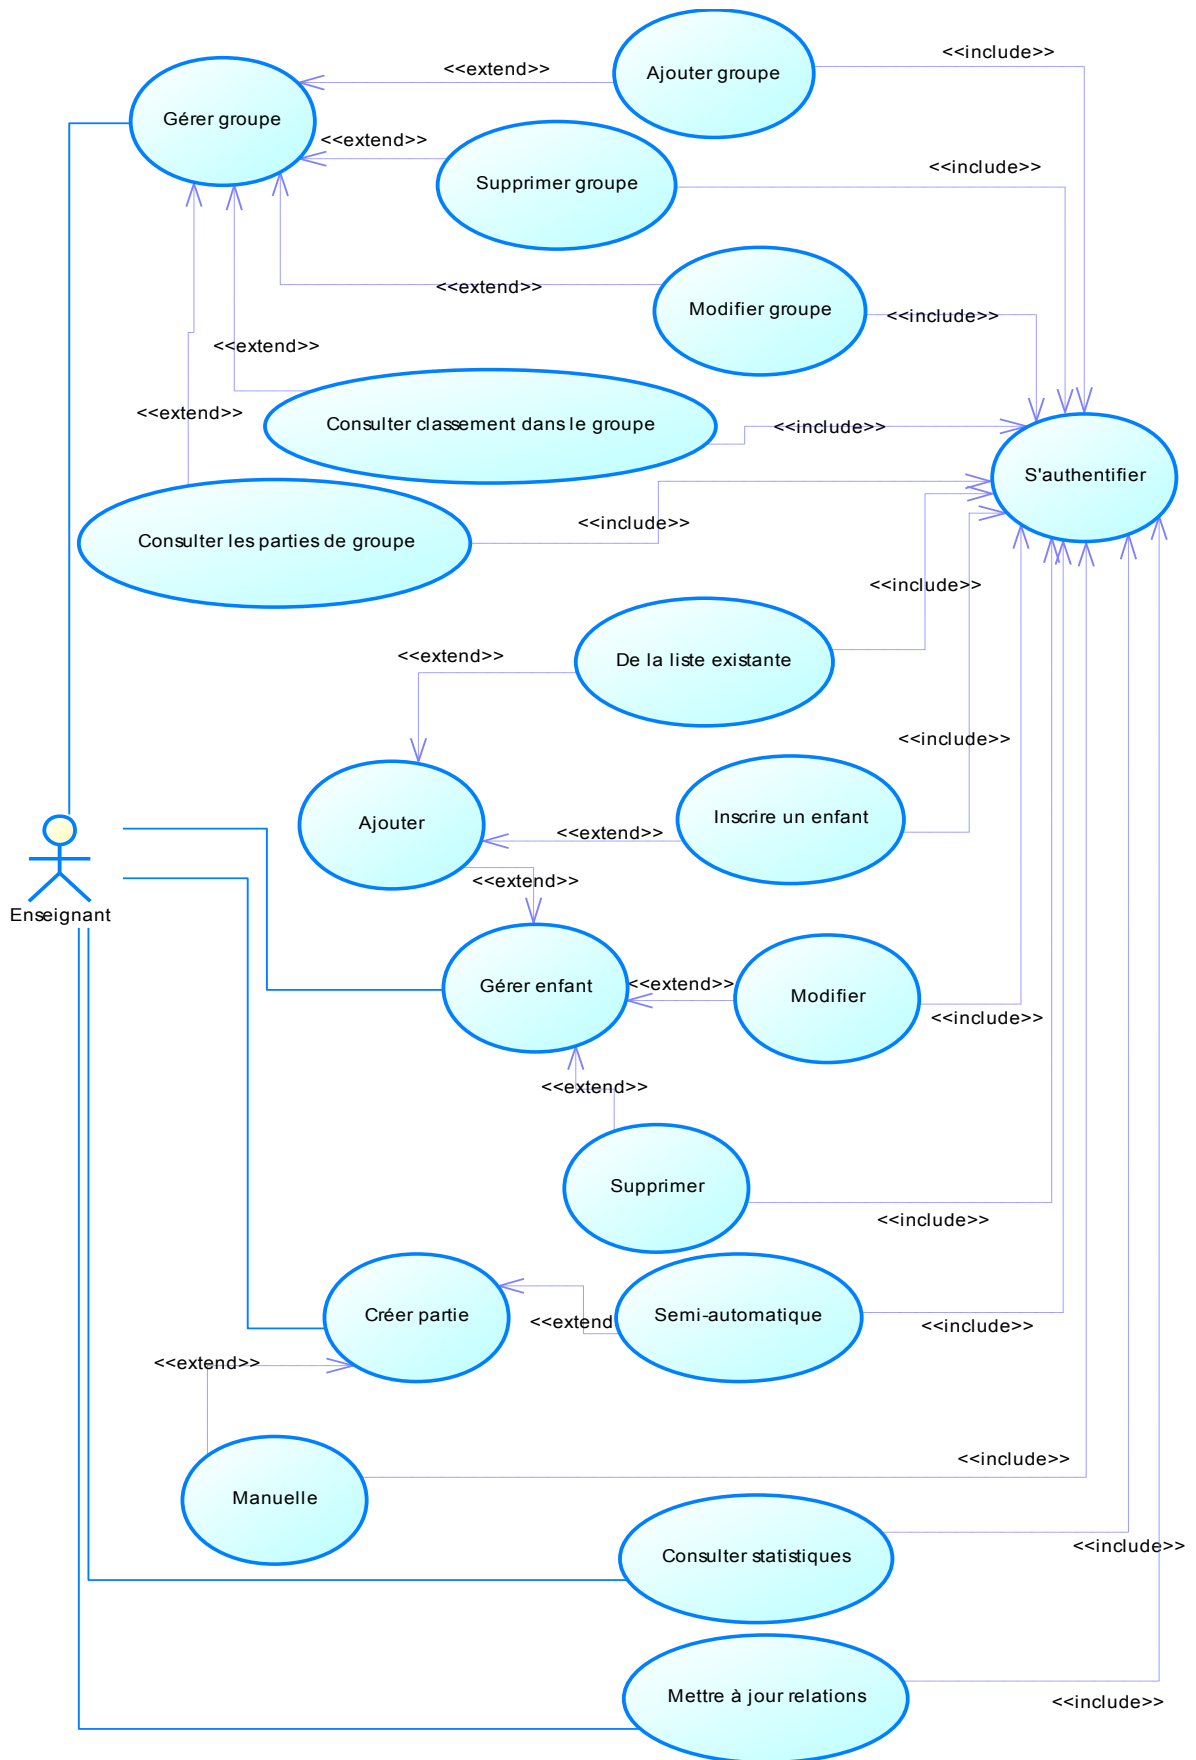 <<include>>
Ajouter groupe
<<extend>>
Gérer groupe
<<extend>>
<<include>>
Supprimer groupe
<<extend>>
Modifier groupe
<<include>>
<<extend>>
<<extend>>
Consulter classement dans le groupe
<<include>>
S'authentifier
Consulter les parties de groupe
<<include>>
<<include>>
<<extend>>
De la liste existante
<<include>>
Ajouter
<<extend>>
Inscrire un enfant
<<extend>>
Enseignant
Gérer enfant
<<extend>>
Modifier
<<include>>
<<extend>>
Supprimer
<<include>>
Créer partie
<<extend
Semi-automatique
<<include>>
<<extend>>
<<include>>
Manuelle
Consulter statistiques
<<include>>
Mettre à jour relations
<<include>>